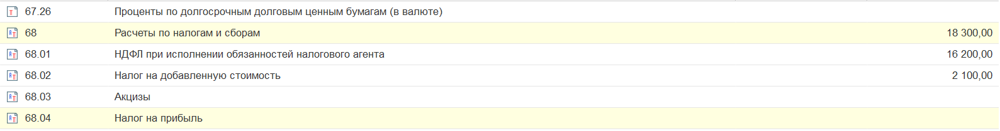 67.26 Проценты по долгосрочным долговым ценным бумагам (в валюте)
68 Расчеты по налогам и сборам 18 300,00
68.01 НДФЛ при исполнении обязанностей налогового агента 16 200,00
68.02 Налог на добавленную стоимость 2 100,00
68.03 Акцизы
68.04 Налог на прибыль